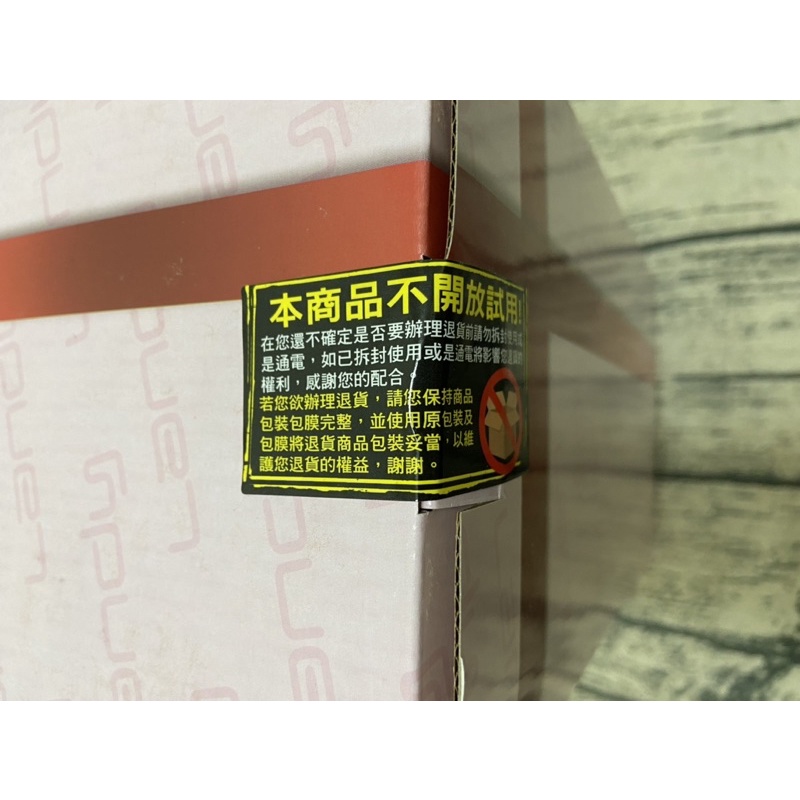 本商品不開放試用!
在您還不確定是否要辦理退貨前請勿拆封使用或
是通電，如已拆封使用或是通電將影響您退貨的
權利，感謝您的配合。
若您欲辦理退貨，請您保持商品
包裝包膜完整，並使用原包裝及
包膜將退貨商品包裝妥當，以維
護您退貨的權益，謝謝。